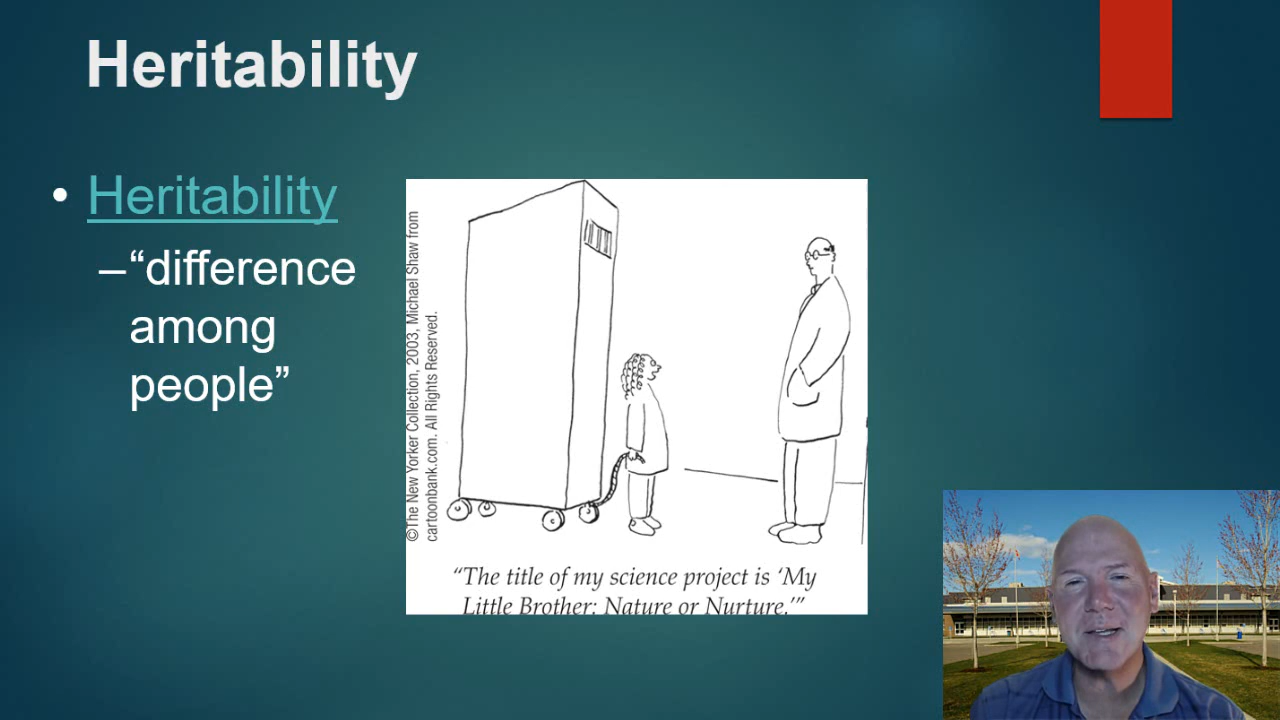 Heritability
• Heritability
–“difference
among
people”
©The New Yorker Collection, 2003, Michael Shaw from
cartoonbank.com. All Rights Reserved.
“The title of my science project is ‘My
Little Brother: Nature or Nurture.’”